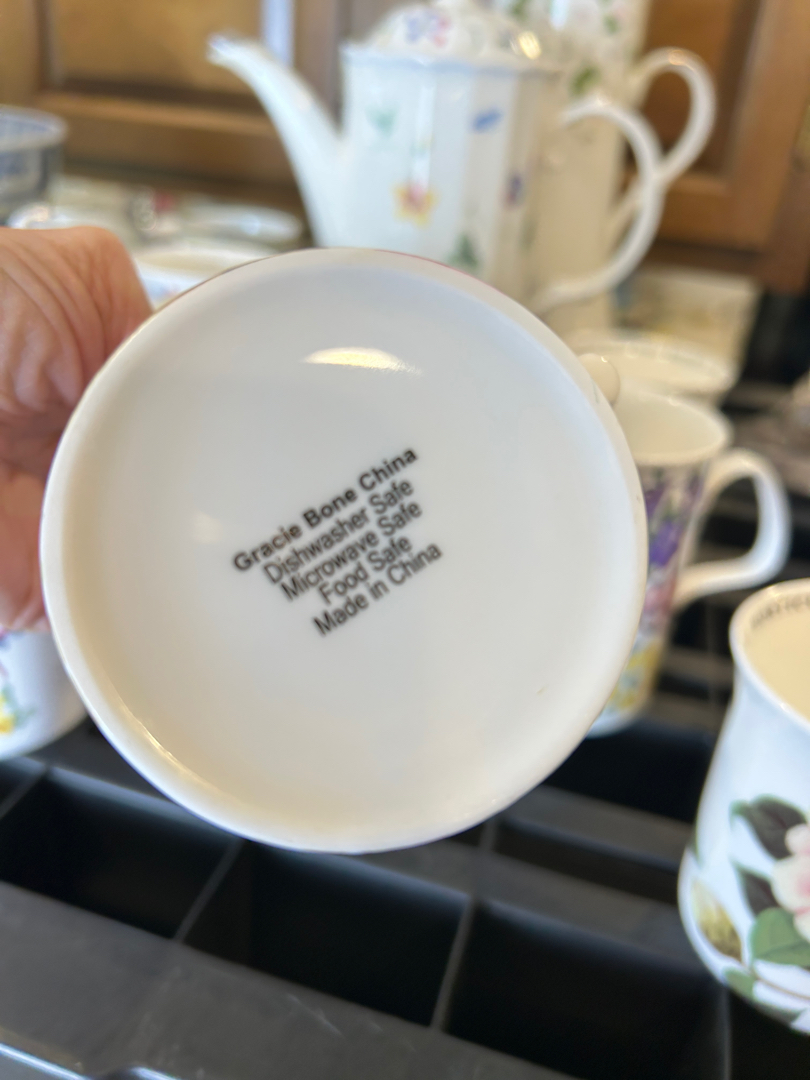 Gracie Bone China
Dishwasher Safe
Microwave Safe
Food Safe
Made in China